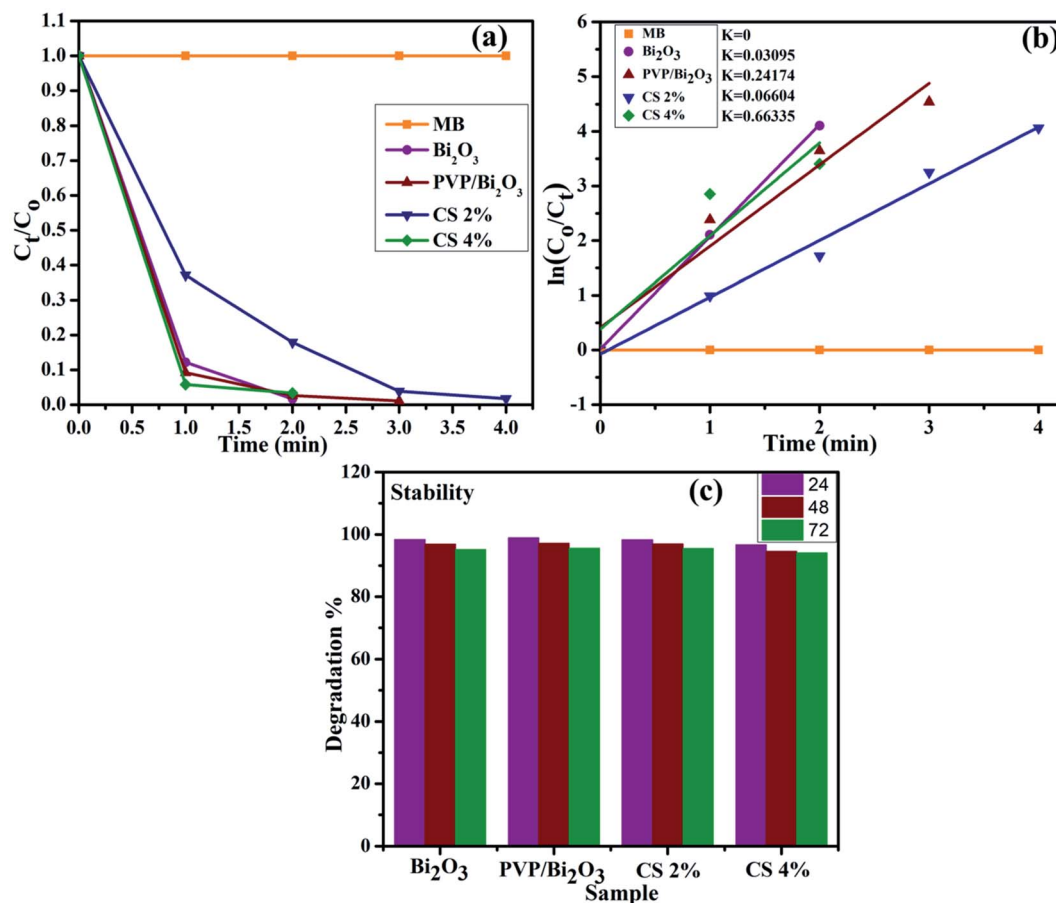 (a)
1.1
1.0
0.9
0.8
0.7
0.6
0.5
0.4
0.3
0.2
0.1
0.0
Cₜ/Cₒ
MB
Bi₂O₃
PVP/Bi₂O₃
CS 2%
CS 4%
0.0 0.5 1.0 1.5 2.0 2.5 3.0 3.5 4.0
Time (min)
(b)
6
5
4
3
2
1
0
-1
ln(Cₒ/Cₜ)
MB K=0
Bi₂O₃ K=0.03095
PVP/Bi₂O₃ K=0.24174
CS 2% K=0.06604
CS 4% K=0.66335
0 1 2 3 4
Time (min)
Stability
(c)
24
48
72
120
100
80
60
40
20
0
Degradation %
Bi₂O₃ PVP/Bi₂O₃ CS 2% CS 4%
Sample